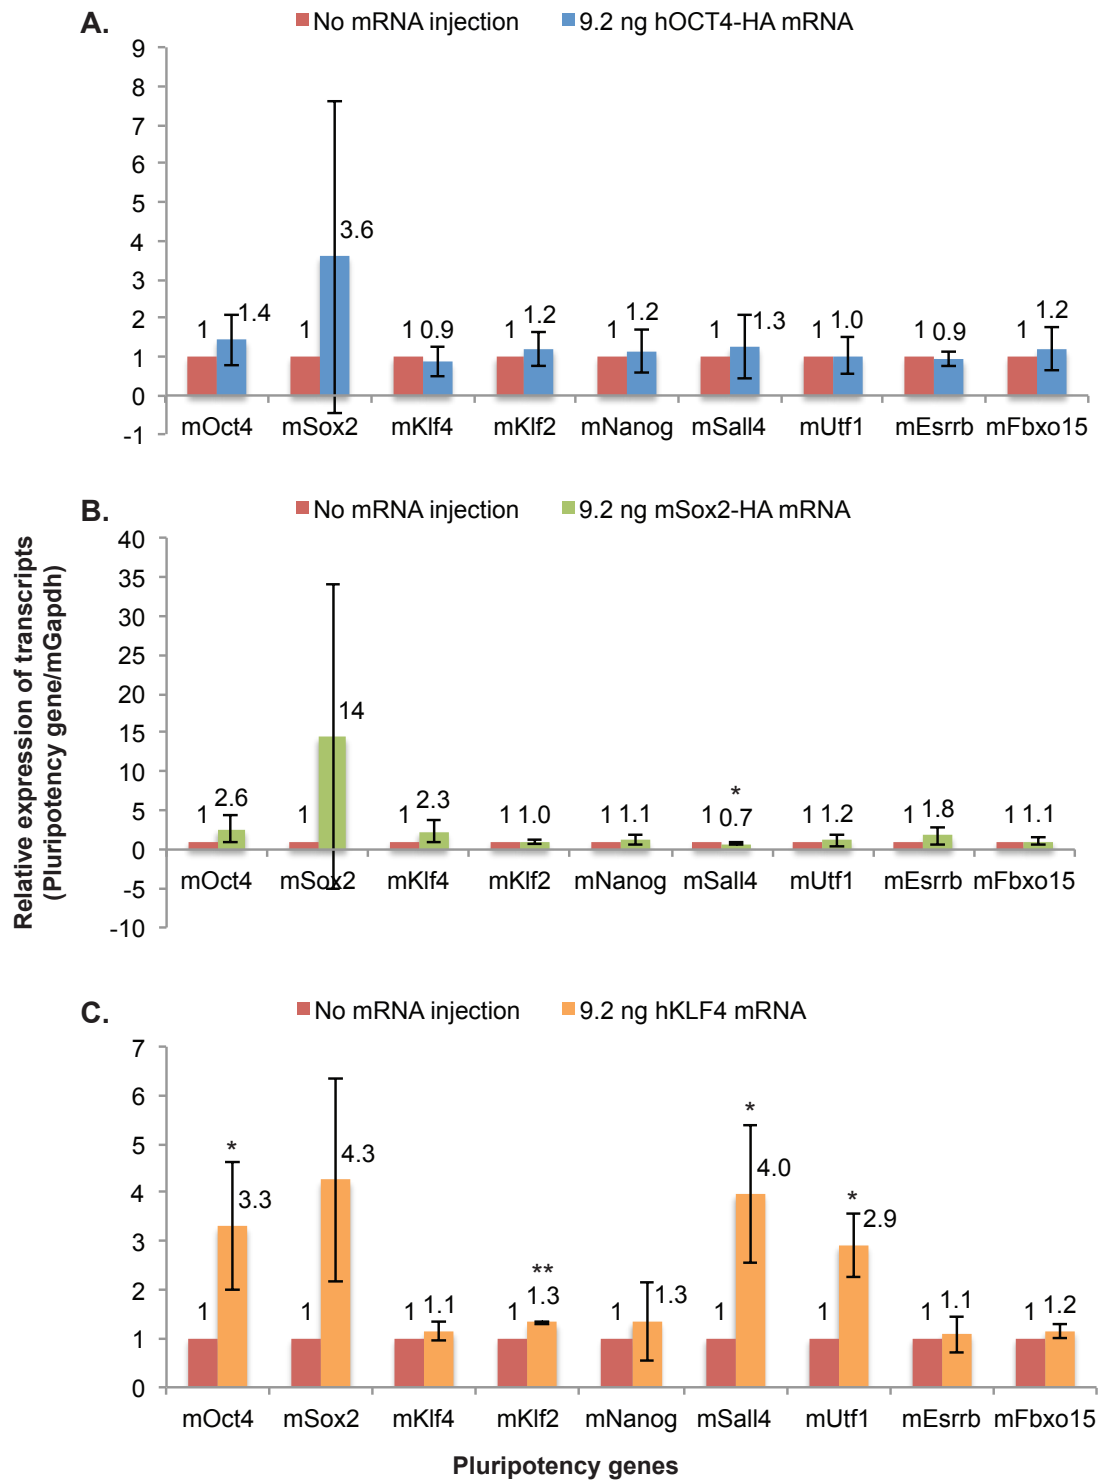 A.
No mRNA injection 9.2 ng hOCT4-HA mRNA
9
8
7
6
5
4
3
2
1
0
-1
1 1.4 1 3.6 1 0.9 1 1.2 1 1.2 1 1.3 1 1.0 1 0.9 1 1.2
mOct4 mSox2 mKlf4 mKlf2 mNanog mSall4 mUtf1 mEsrrb mFbxo15
B.
No mRNA injection 9.2 ng mSox2-HA mRNA
Relative expression of transcripts
(Pluripotency gene/mGapdh)
40
35
30
25
20
15
10
5
0
-5
-10
*
1 2.6 1 14 1 2.3 1 1.0 1 1.1 1 0.7 1 1.2 1 1.8 1 1.1
mOct4 mSox2 mKlf4 mKlf2 mNanog mSall4 mUtf1 mEsrrb mFbxo15
C.
No mRNA injection 9.2 ng hKLF4 mRNA
7
6
5
4
3
2
1
0
* ** * *
1 3.3 1 4.3 1 1.1 1 1.3 1 1.3 1 4.0 1 2.9 1 1.1 1 1.2
mOct4 mSox2 mKlf4 mKlf2 mNanog mSall4 mUtf1 mEsrrb mFbxo15
Pluripotency genes